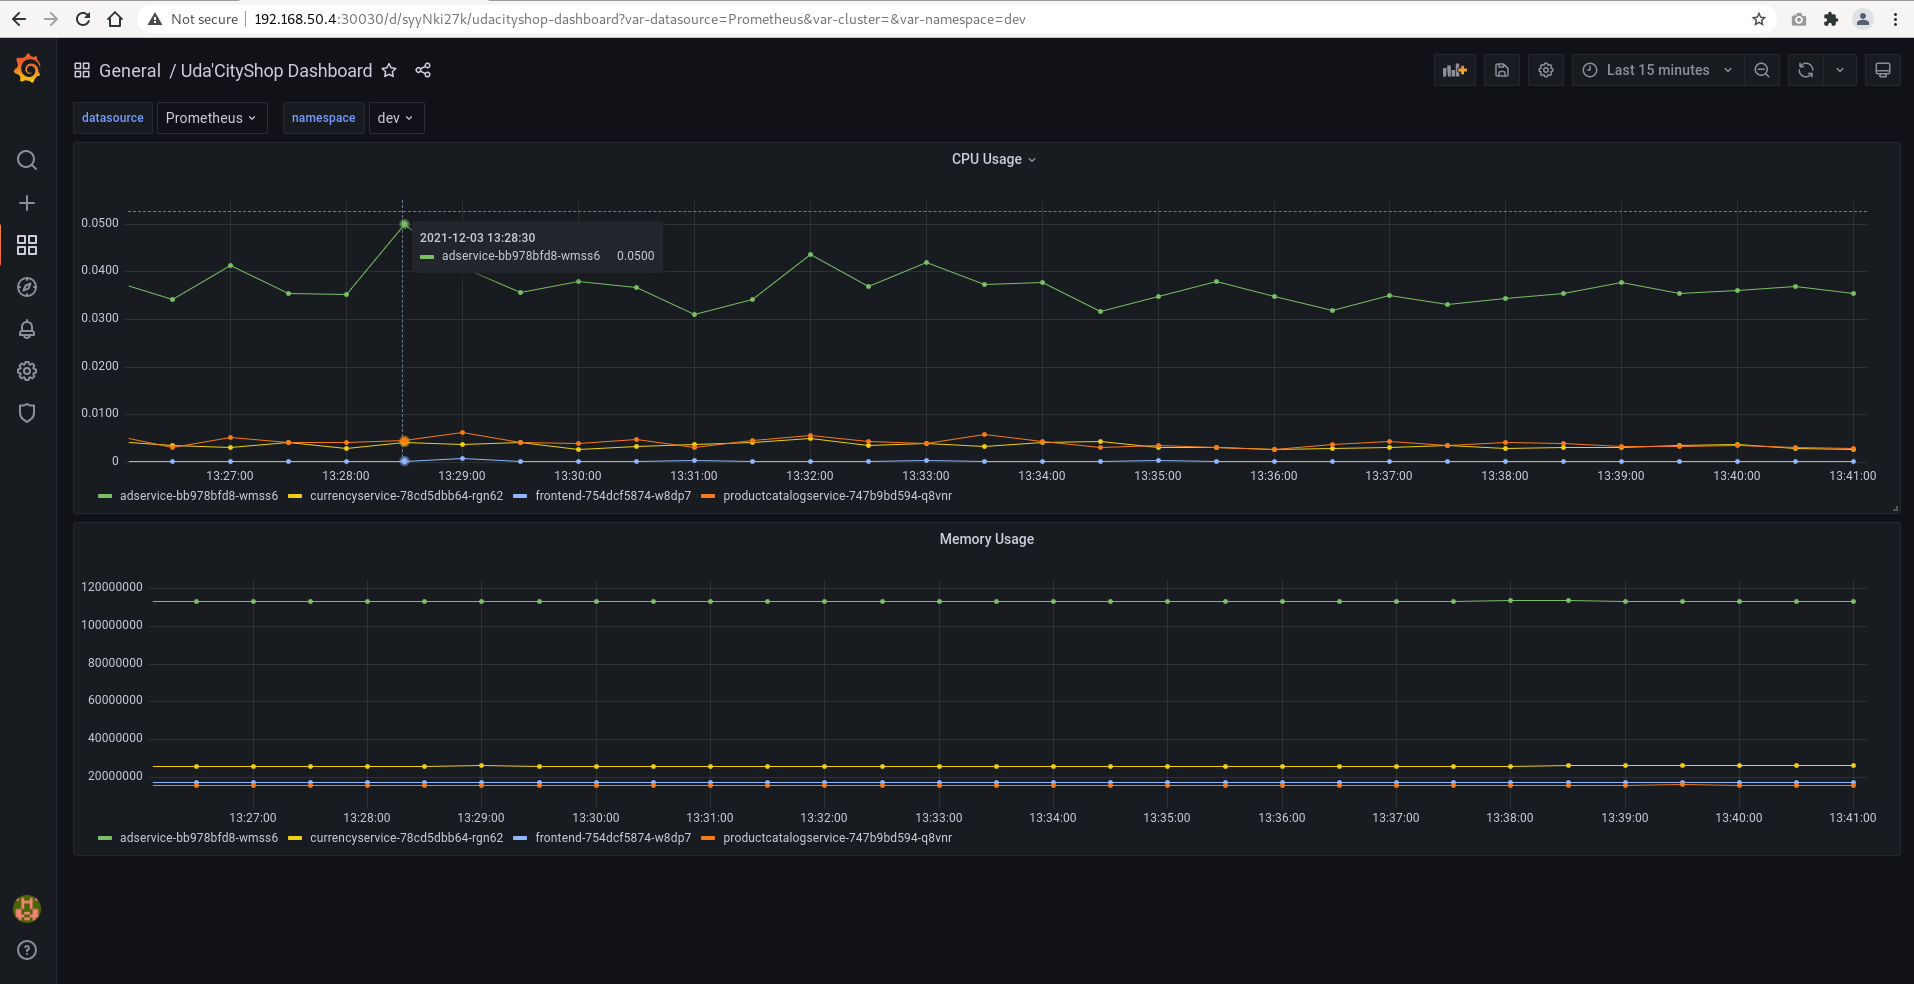 Not secure 192.168.50.4:30030/d/syyNki27k/udacityshop-dashboard?var-datasource=Prometheus&var-cluster=&var-namespace=dev
General / Uda'CityShop Dashboard Last 15 minutes
datasource Prometheus namespace dev
CPU Usage
0.0500
2021-12-03 13:28:30
adservice-bb978bfd8-wmss6 0.0500
0.0400
0.0300
0.0200
0.0100
0
13:27:00 13:28:00 13:29:00 13:30:00 13:31:00 13:32:00 13:33:00 13:34:00 13:35:00 13:36:00 13:37:00 13:38:00 13:39:00 13:40:00 13:41:00
adservice-bb978bfd8-wmss6 currencyservice-78cd5dbb64-rgn62 frontend-754dcf5874-w8dp7 productcatalogservice-747b9bd594-q8vnr
Memory Usage
120000000
100000000
80000000
60000000
40000000
20000000
13:27:00 13:28:00 13:29:00 13:30:00 13:31:00 13:32:00 13:33:00 13:34:00 13:35:00 13:36:00 13:37:00 13:38:00 13:39:00 13:40:00 13:41:00
adservice-bb978bfd8-wmss6 currencyservice-78cd5dbb64-rgn62 frontend-754dcf5874-w8dp7 productcatalogservice-747b9bd594-q8vnr